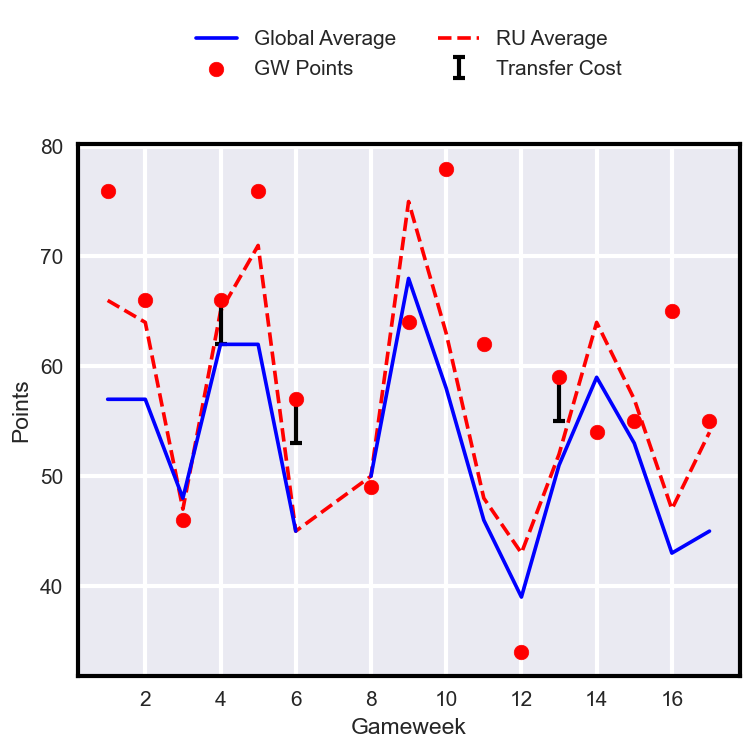 Global Average RU Average
GW Points Transfer Cost
80
70
60
50
40
Points
2 4 6 8 10 12 14 16
Gameweek